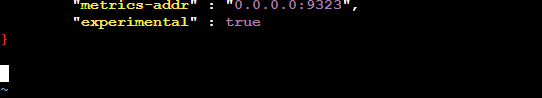 "metrics-addr" : "0.0.0.0:9323",
"experimental" : true
}
~